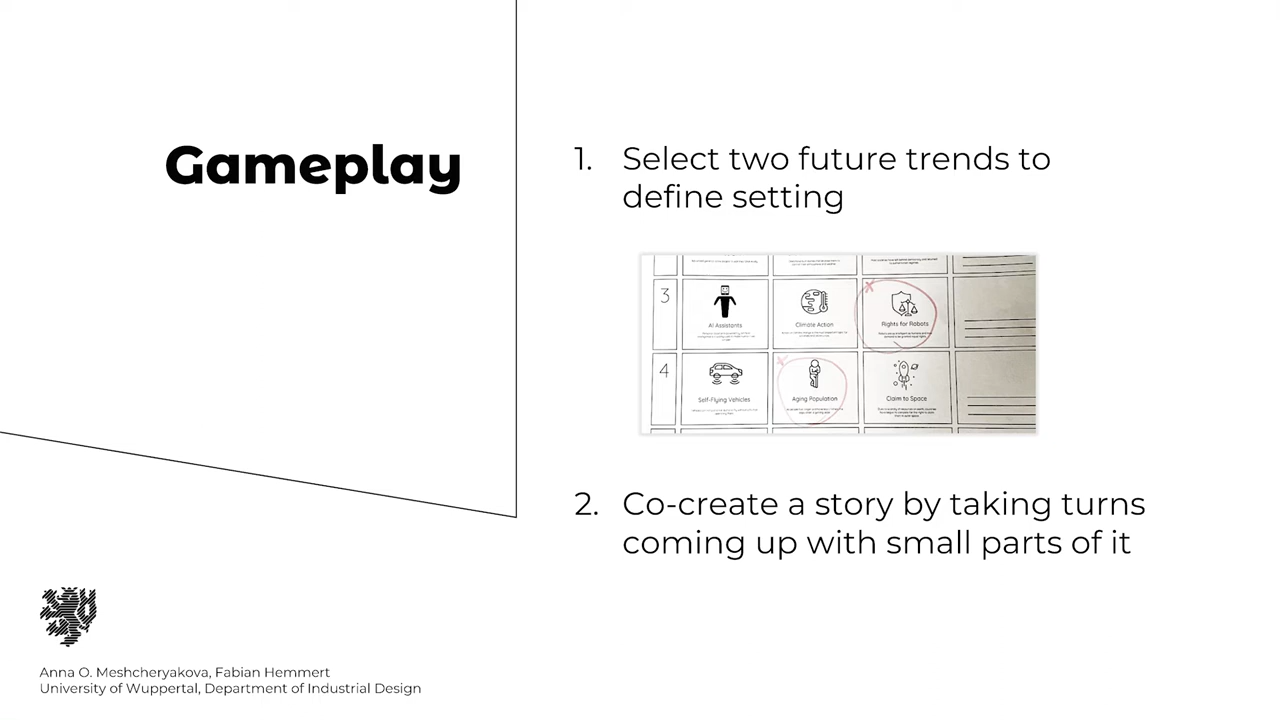 Gameplay
1. Select two future trends to
define setting
3
AI Assistants
Climate Action
Rights for Robots
4
Self-Flying Vehicles
Aging Population
Claim to Space
2. Co-create a story by taking turns
coming up with small parts of it
Anna O. Meshcheryakova, Fabian Hemmert
University of Wuppertal, Department of Industrial Design